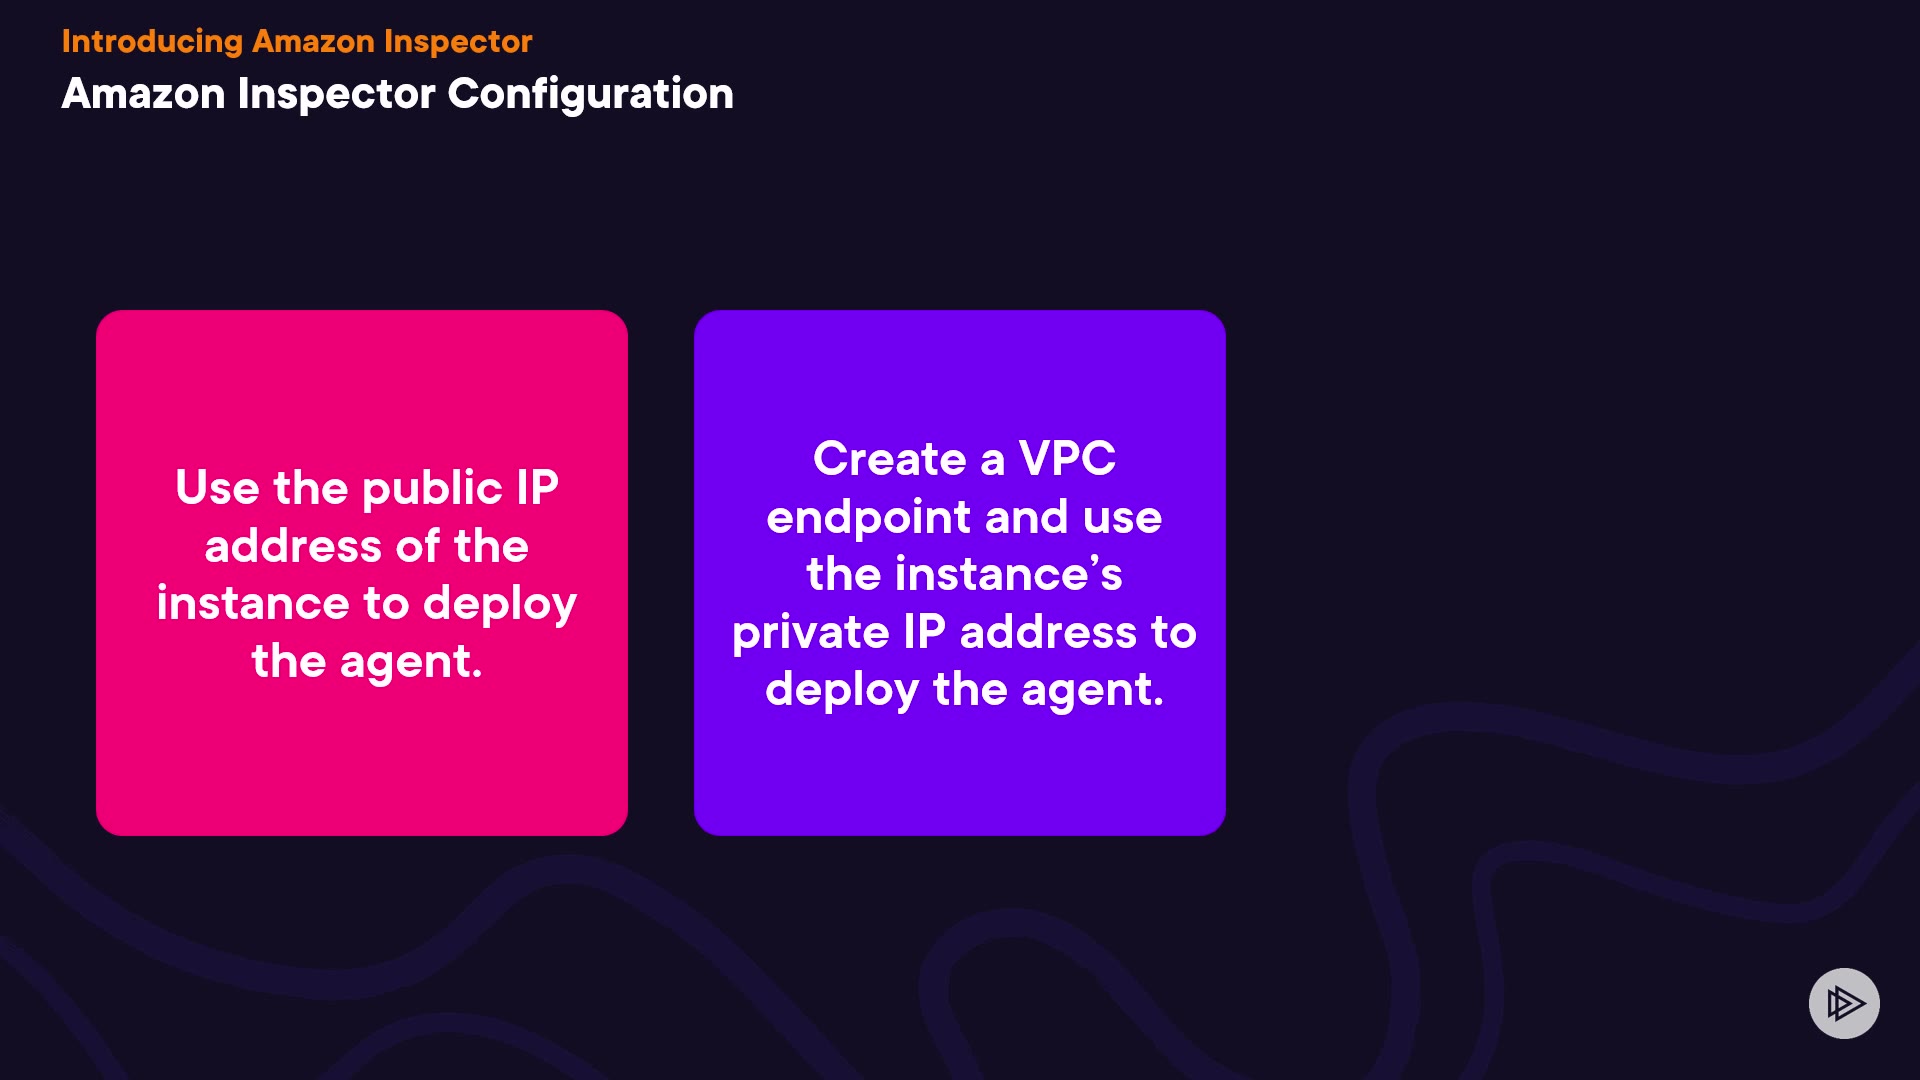 Introducing Amazon Inspector
Amazon Inspector Configuration
Use the public IP
address of the
instance to deploy
the agent.
Create a VPC
endpoint and use
the instance’s
private IP address to
deploy the agent.